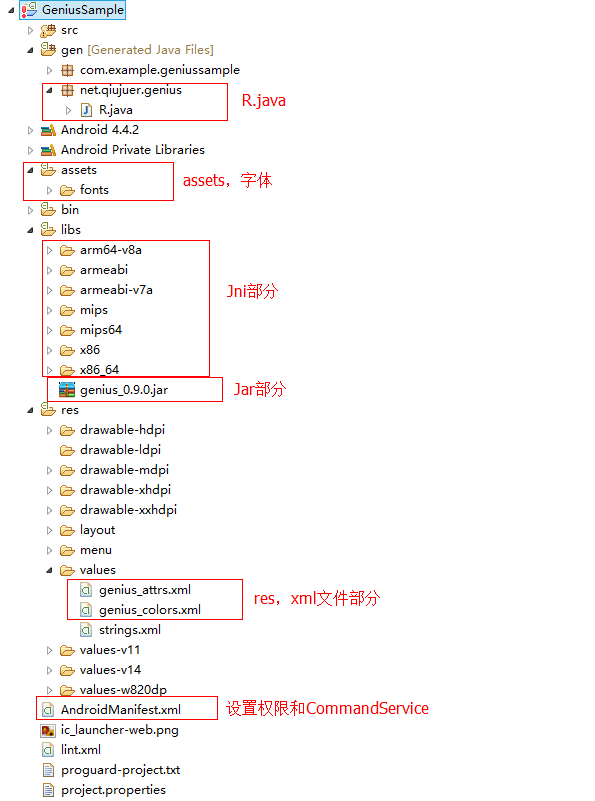 GeniusSample
src
gen [Generated Java Files]
com.example.geniussample
net.qiujuer.genius
R.java
R.java
Android 4.4.2
Android Private Libraries
assets
assets，字体
fonts
bin
libs
arm64-v8a
armeabi
armeabi-v7a
Jni部分
mips
mips64
x86
x86_64
genius_0.9.0.jar Jar部分
res
drawable-hdpi
drawable-ldpi
drawable-mdpi
drawable-xhdpi
drawable-xxhdpi
layout
menu
values
genius_attrs.xml
res，xml文件部分
genius_colors.xml
strings.xml
values-v11
values-v14
values-w820dp
AndroidManifest.xml 设置权限和CommandService
ic_launcher-web.png
lint.xml
proguard-project.txt
project.properties